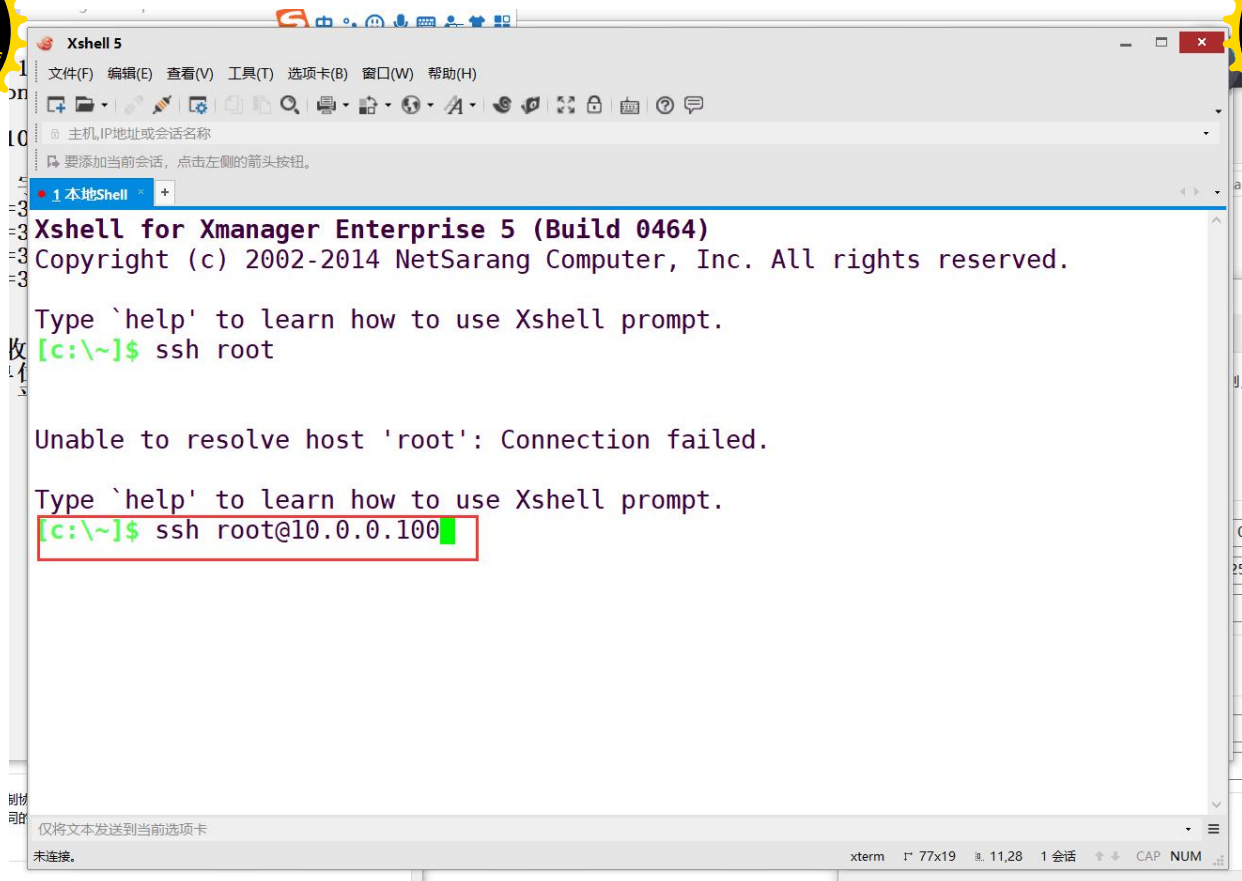 中
Xshell 5
文件(F) 编辑(E) 查看(V) 工具(T) 选项卡(B) 窗口(W) 帮助(H)
主机,IP地址或会话名称
要添加当前会话，点击左侧的箭头按钮。
1 本地Shell × +
Xshell for Xmanager Enterprise 5 (Build 0464)
Copyright (c) 2002-2014 NetSarang Computer, Inc. All rights reserved.
Type `help' to learn how to use Xshell prompt.
[c:\~]$ ssh root
Unable to resolve host 'root': Connection failed.
Type `help' to learn how to use Xshell prompt.
[c:\~]$ ssh root@10.0.0.100
仅将文本发送到当前选项卡
未连接。 xterm 77x19 11,28 1 会话 CAP NUM